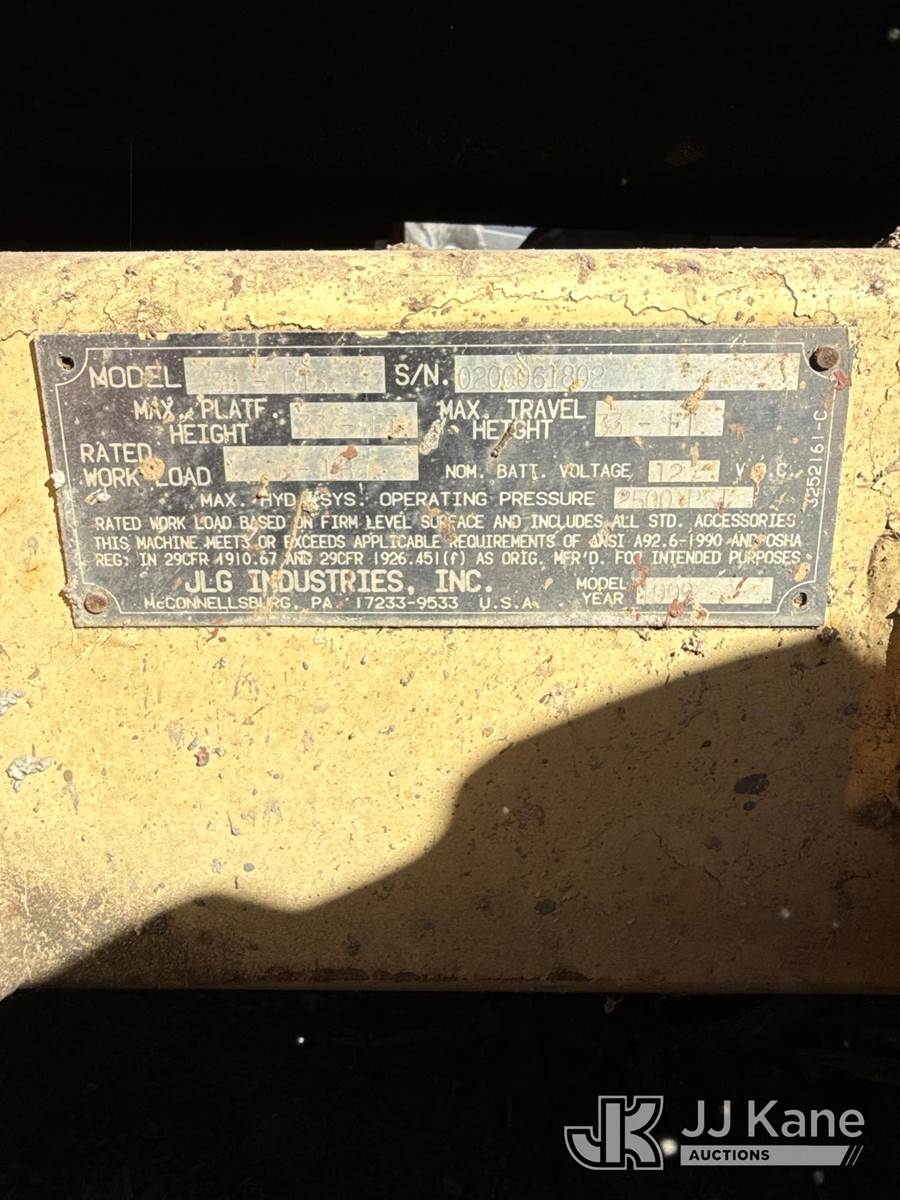 MODEL S/N. 0200061802
MAX. PLATF. HEIGHT MAX. TRAVEL HEIGHT 33-FT
RATED WORK LOAD NOM. BATT. VOLTAGE 12 V.D.C.
MAX. HYD. SYS. OPERATING PRESSURE 2500 PSI
RATED WORK LOAD BASED ON FIRM LEVEL SURFACE AND INCLUDES ALL STD. ACCESSORIES
THIS MACHINE MEETS OR EXCEEDS APPLICABLE REQUIREMENTS OF ANSI A92.6-1990 AND OSHA
REG: IN 29CFR 1910.67 AND 29CFR 1926.451(f) AS ORIG. MFR'D. FOR INTENDED PURPOSES
JLG INDUSTRIES, INC. MODEL YEAR
McCONNELLSBURG, PA. 17233-9533 U.S.A.
3252161-C
JK JJ Kane
AUCTIONS